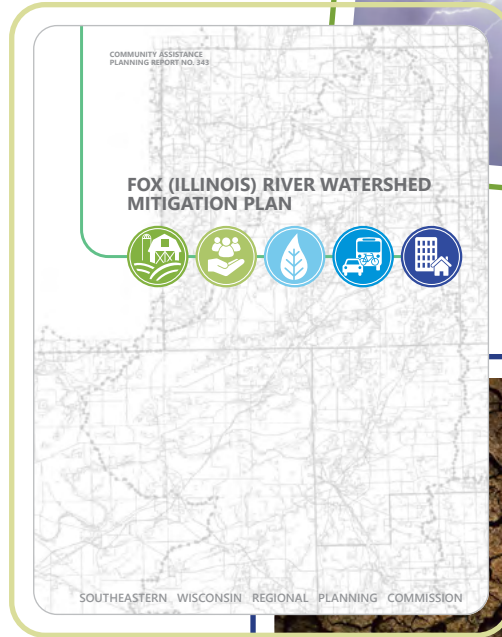 COMMUNITY ASSISTANCE
PLANNING REPORT NO. 343
FOX (ILLINOIS) RIVER WATERSHED
MITIGATION PLAN
SOUTHEASTERN WISCONSIN REGIONAL PLANNING COMMISSION